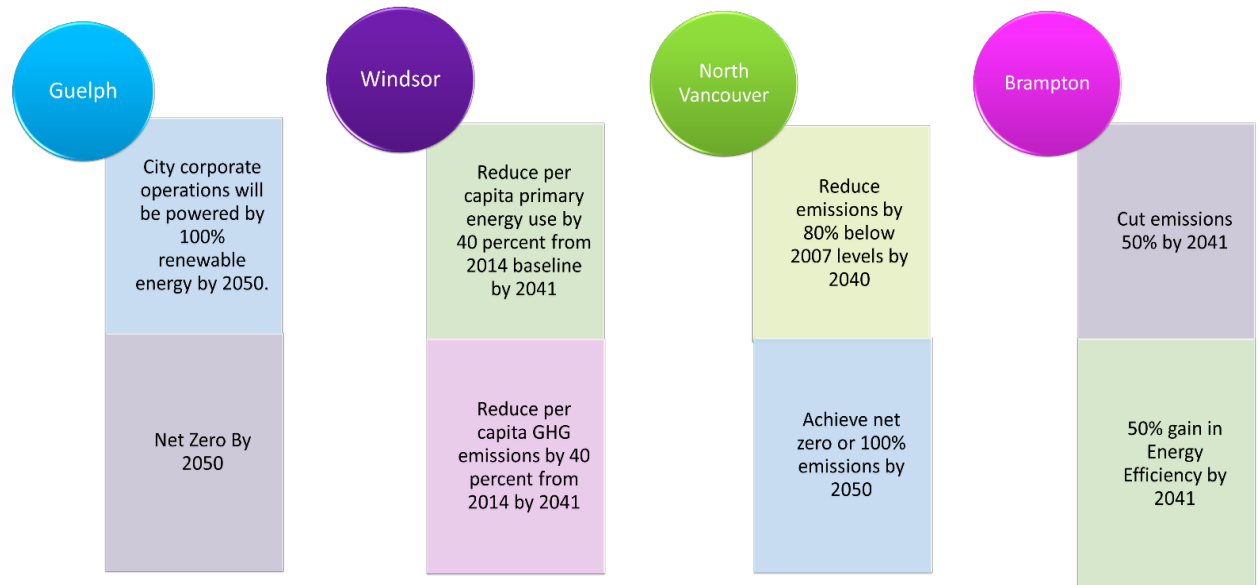 Guelph
City corporate
operations will
be powered by
100%
renewable
energy by 2050.
Net Zero By
2050
Windsor
Reduce per
capita primary
energy use by
40 percent from
2014 baseline
by 2041
Reduce per
capita GHG
emissions by 40
percent from
2014 by 2041
North
Vancouver
Reduce
emissions by
80% below
2007 levels by
2040
Achieve net
zero or 100%
emissions by
2050
Brampton
Cut emissions
50% by 2041
50% gain in
Energy
Efficiency by
2041